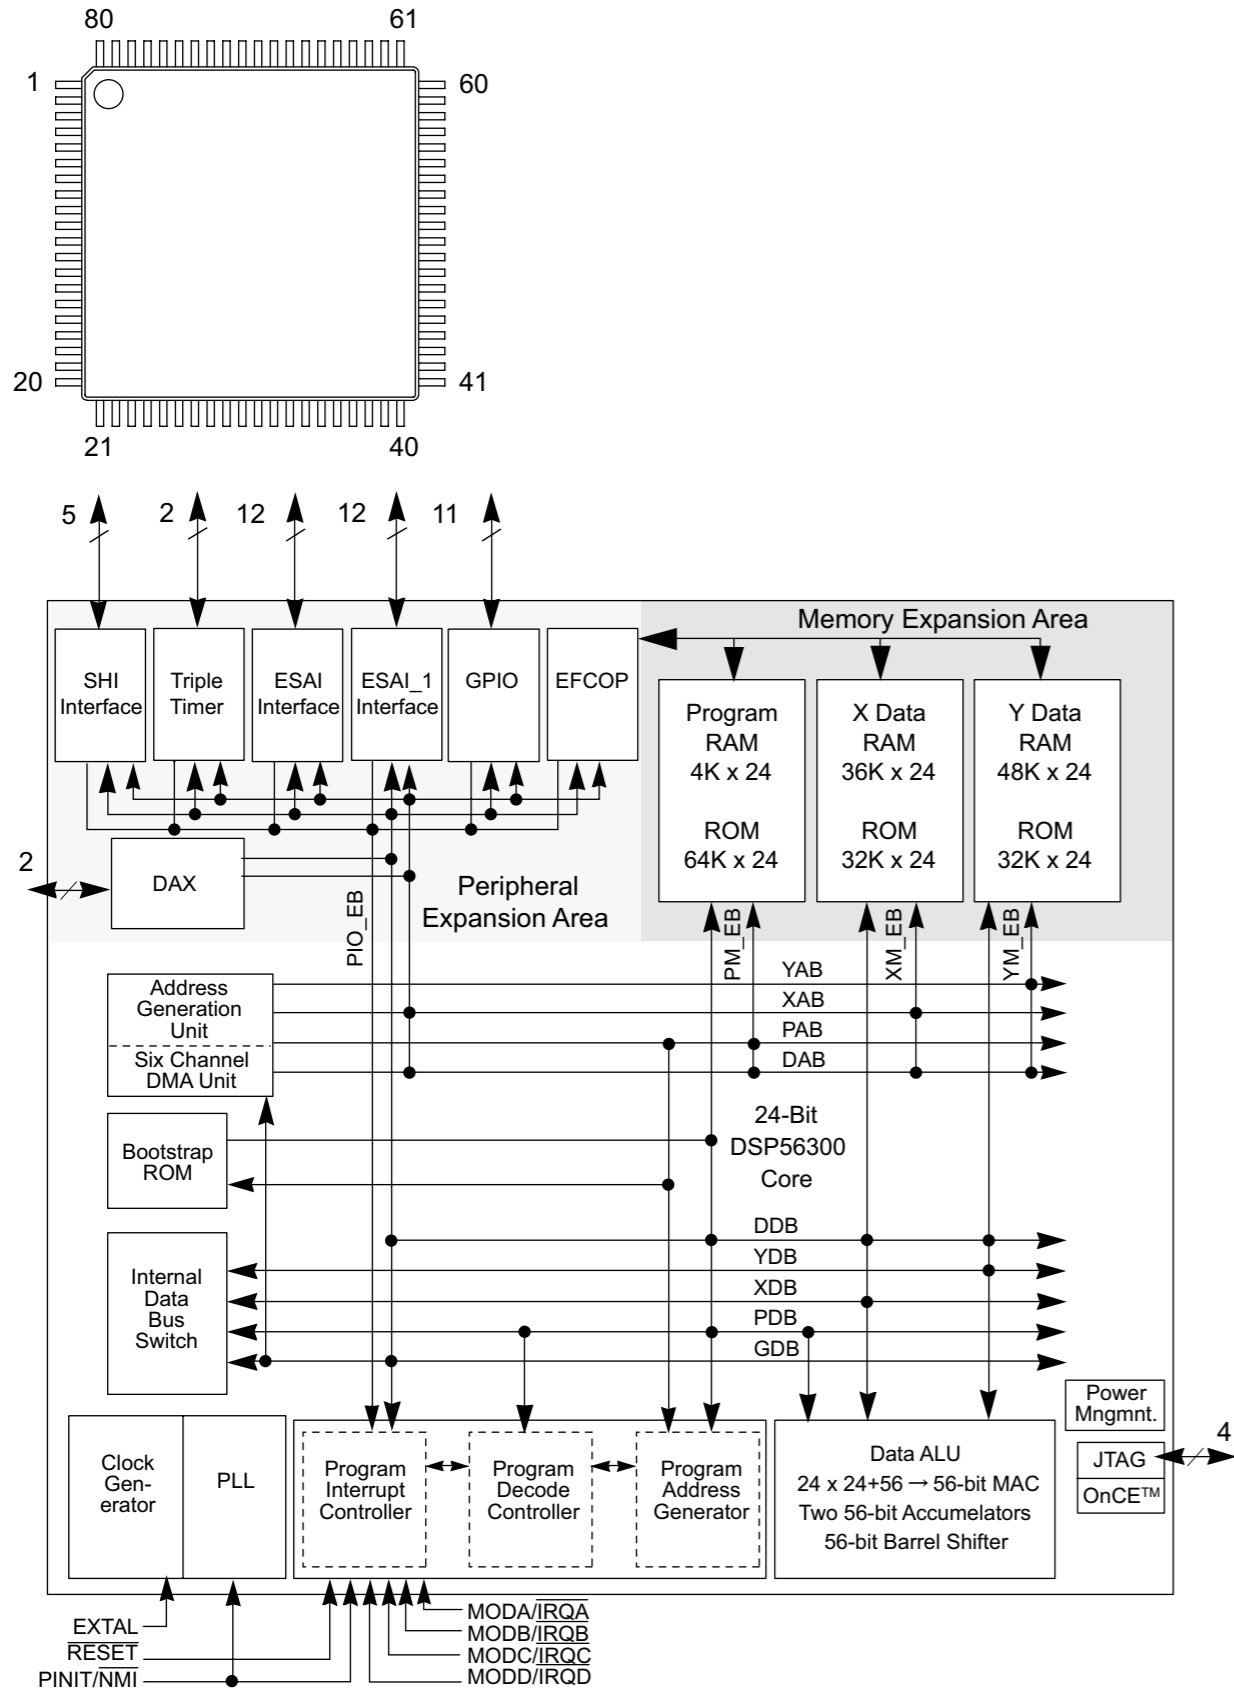 80
61
1
60
20
41
21
40
5
2
12
12
11
Memory Expansion Area
SHI
Interface
Triple
Timer
ESAI
Interface
ESAI_1
Interface
GPIO
EFCOP
Program
RAM
4K x 24
ROM
64K x 24
X Data
RAM
36K x 24
ROM
32K x 24
Y Data
RAM
48K x 24
ROM
32K x 24
2
DAX
Peripheral
Expansion Area
PIO_EB
PM_EB
XM_EB
YM_EB
Address
Generation
Unit
Six Channel
DMA Unit
YAB
XAB
PAB
DAB
24-Bit
DSP56300
Core
Bootstrap
ROM
DDB
YDB
XDB
PDB
GDB
Internal
Data
Bus
Switch
Power
Mngmnt.
4
JTAG
OnCE™
Clock
Gen-
erator
PLL
Program
Interrupt
Controller
Program
Decode
Controller
Program
Address
Generator
Data ALU
24 x 24+56 → 56-bit MAC
Two 56-bit Accumelators
56-bit Barrel Shifter
EXTAL
RESET
PINIT/NMI
MODA/IRQA
MODB/IRQB
MODC/IRQC
MODD/IRQD